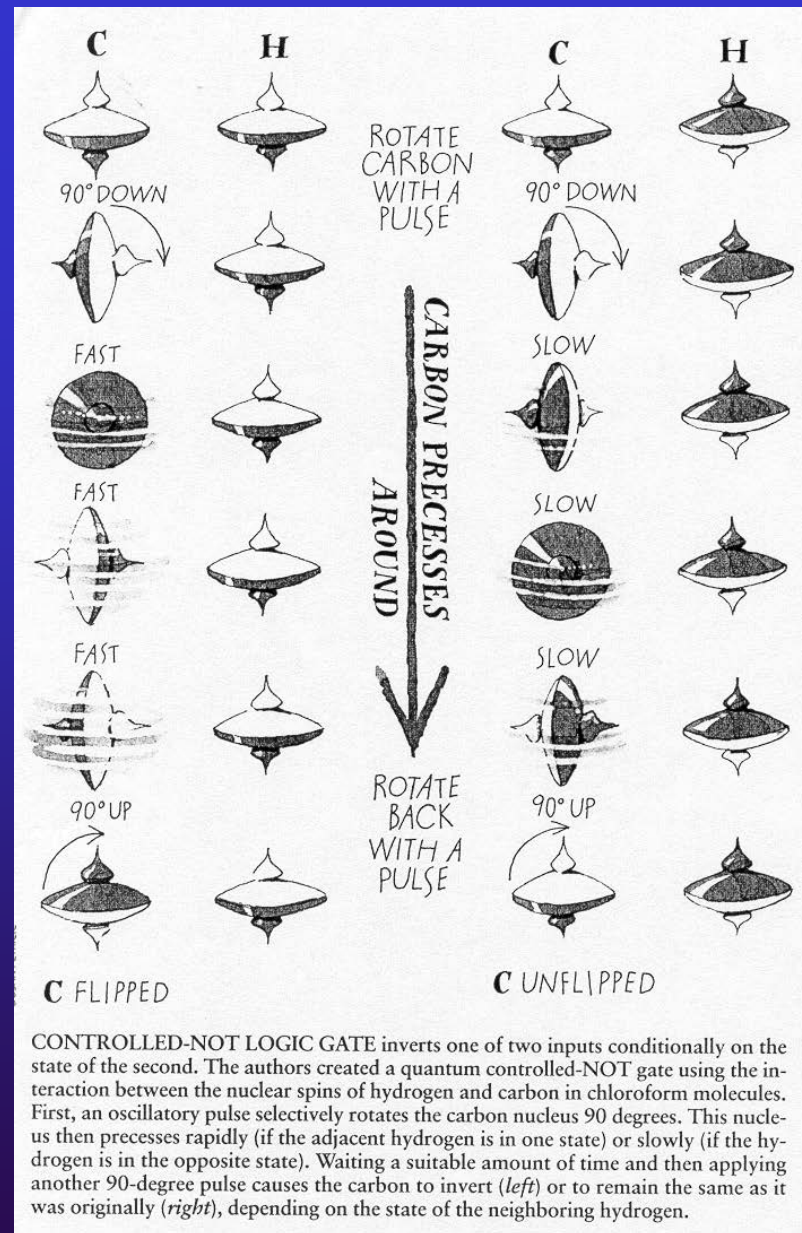 C H C H
ROTATE
CARBON
WITH A
PULSE
90° DOWN 90° DOWN
FAST SLOW
CARBON PRECESSES
AROUND
FAST SLOW
FAST SLOW
ROTATE
BACK
WITH A
PULSE
90° UP 90° UP
C FLIPPED C UNFLIPPED
CONTROLLED-NOT LOGIC GATE inverts one of two inputs conditionally on the
state of the second. The authors created a quantum controlled-NOT gate using the in-
teraction between the nuclear spins of hydrogen and carbon in chloroform molecules.
First, an oscillatory pulse selectively rotates the carbon nucleus 90 degrees. This nucle-
us then precesses rapidly (if the adjacent hydrogen is in one state) or slowly (if the hy-
drogen is in the opposite state). Waiting a suitable amount of time and then applying
another 90-degree pulse causes the carbon to invert (left) or to remain the same as it
was originally (right), depending on the state of the neighboring hydrogen.